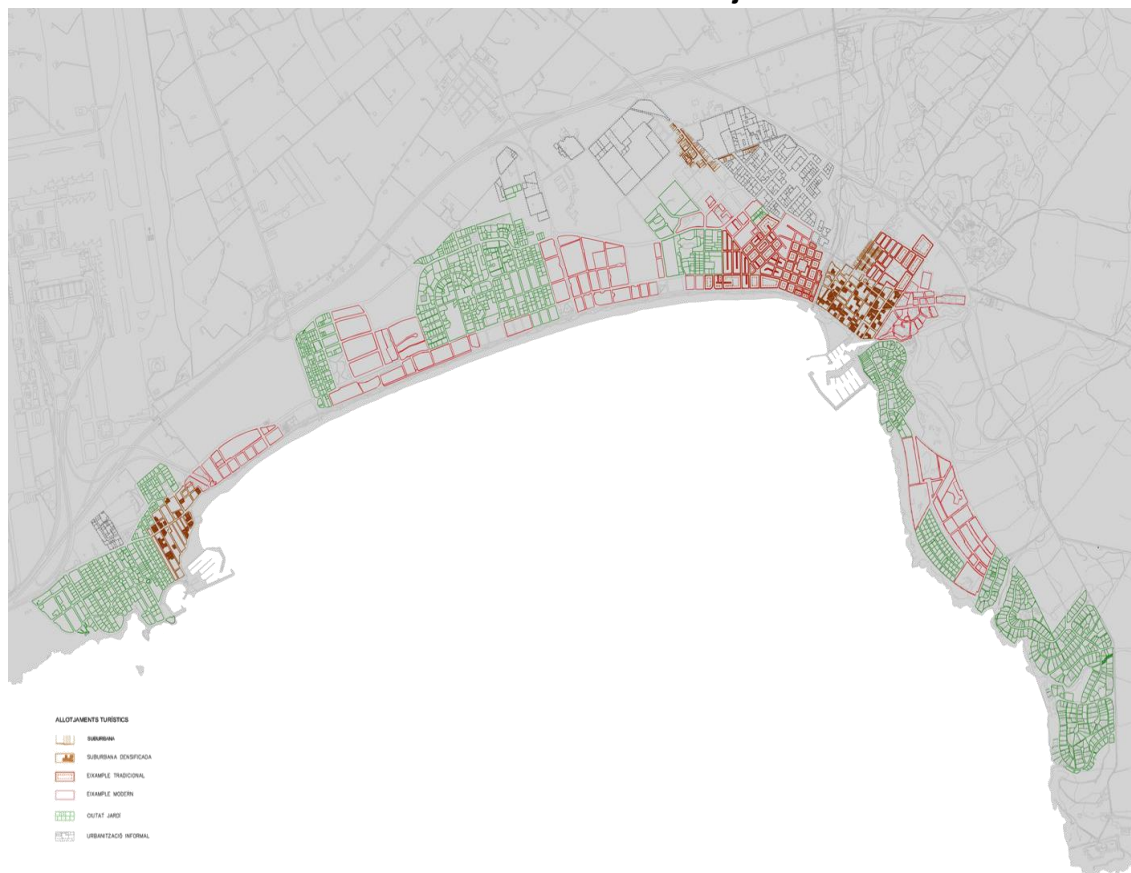 ALLOTJAMENTS TURÍSTICS
SUBURBANA
SUBURBANA DENSIFICADA
EIXAMPLE TRADICIONAL
EIXAMPLE MODERN
CIUTAT JARDÍ
URBANITZACIÓ INFORMAL